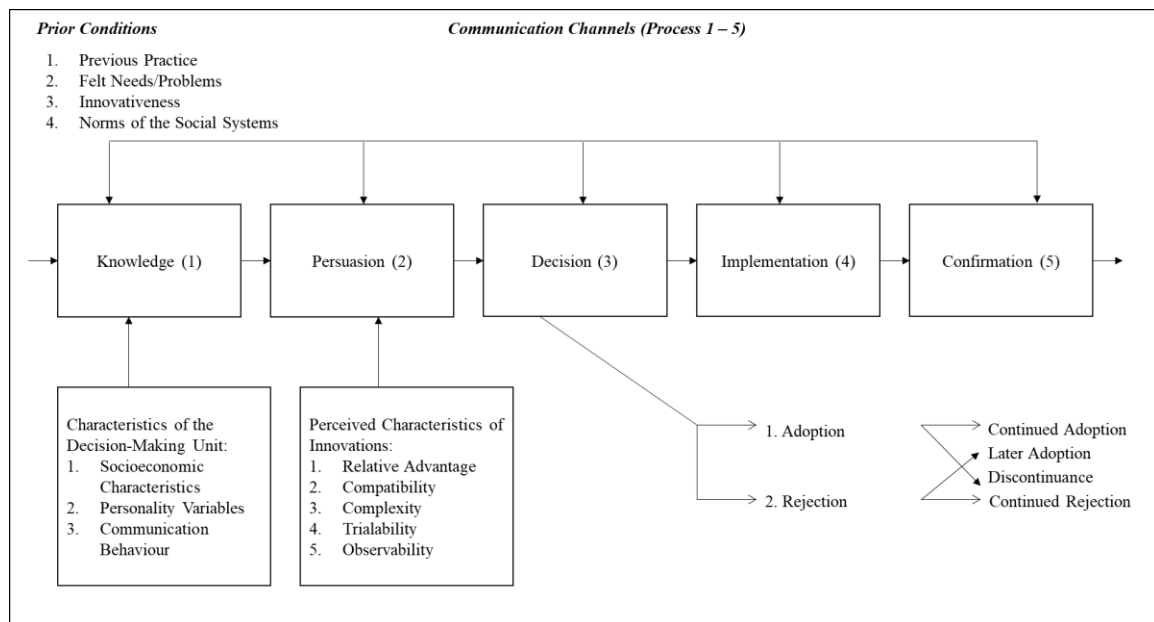 Prior Conditions
Communication Channels (Process 1 – 5)
1. Previous Practice
2. Felt Needs/Problems
3. Innovativeness
4. Norms of the Social Systems
Knowledge (1)
Persuasion (2)
Decision (3)
Implementation (4)
Confirmation (5)
Characteristics of the
Decision-Making Unit:
1. Socioeconomic
Characteristics
2. Personality Variables
3. Communication
Behaviour
Perceived Characteristics of
Innovations:
1. Relative Advantage
2. Compatibility
3. Complexity
4. Trialability
5. Observability
1. Adoption
2. Rejection
Continued Adoption
Later Adoption
Discontinuance
Continued Rejection